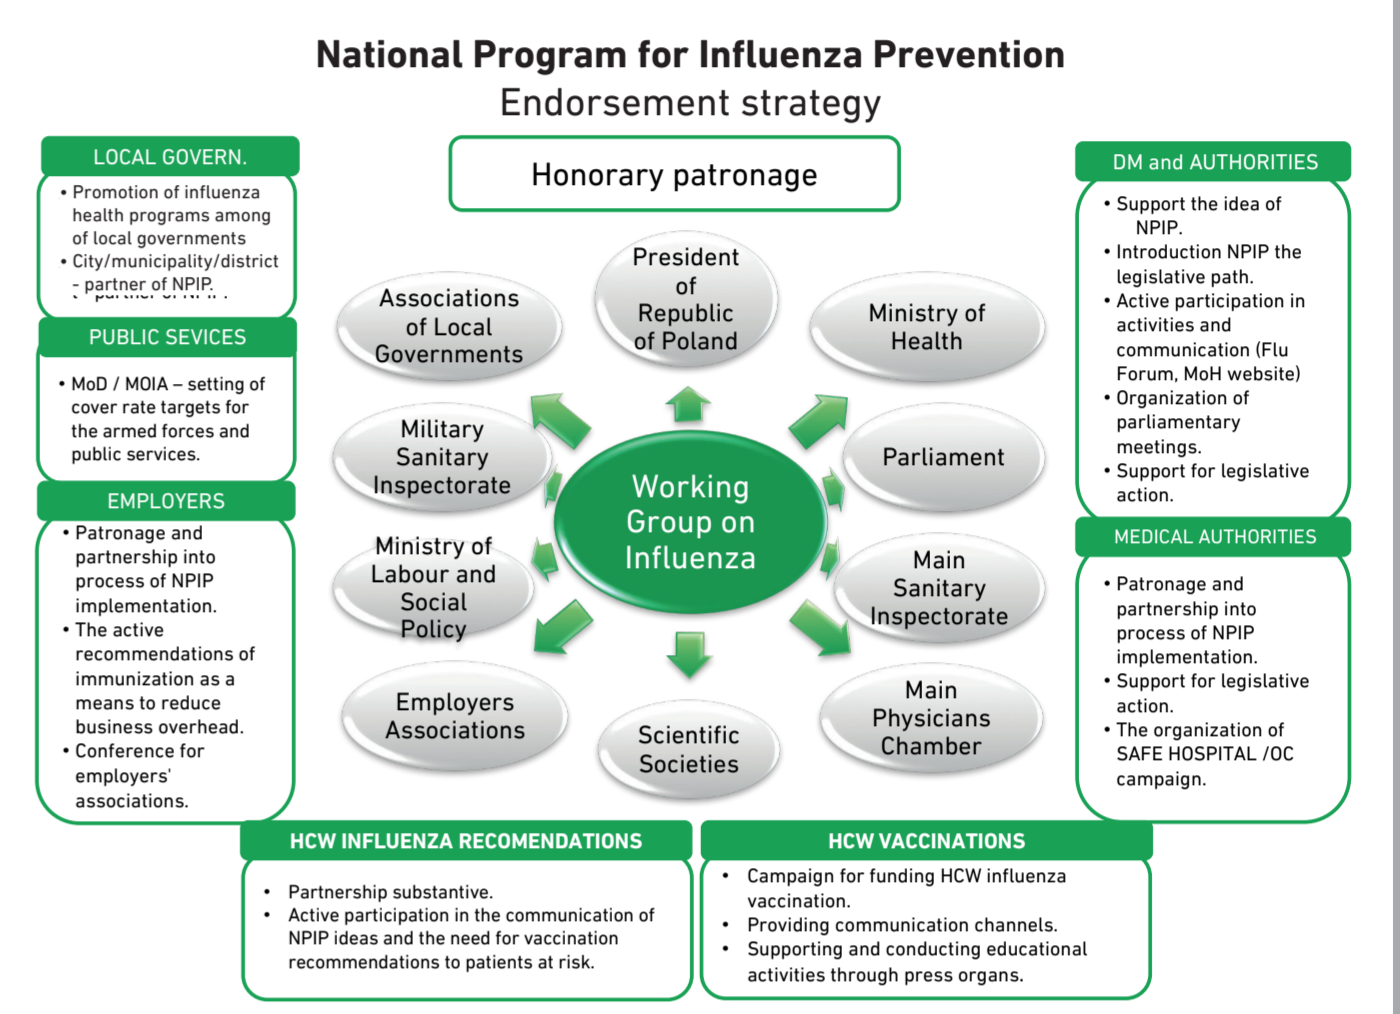 National Program for Influenza Prevention
Endorsement strategy
LOCAL GOVERN.
• Promotion of influenza
health programs among
of local governments
• City/municipality/district
- partner of NPIP.
PUBLIC SEVICES
• MoD / MOIA – setting of
cover rate targets for
the armed forces and
public services.
EMPLOYERS
• Patronage and
partnership into
process of NPIP
implementation.
• The active
recommendations of
immunization as a
means to reduce
business overhead.
• Conference for
employers'
associations.
Honorary patronage
President
of
Republic
of Poland
Associations
of Local
Governments
Ministry of
Health
Military
Sanitary
Inspectorate
Parliament
Working
Group on
Influenza
Ministry of
Labour and
Social
Policy
Main
Sanitary
Inspectorate
Employers
Associations
Scientific
Societies
Main
Physicians
Chamber
DM and AUTHORITIES
• Support the idea of
NPIP.
• Introduction NPIP the
legislative path.
• Active participation in
activities and
communication (Flu
Forum, MoH website)
• Organization of
parliamentary
meetings.
• Support for legislative
action.
MEDICAL AUTHORITIES
• Patronage and
partnership into
process of NPIP
implementation.
• Support for legislative
action.
• The organization of
SAFE HOSPITAL /OC
campaign.
HCW INFLUENZA RECOMENDATIONS
• Partnership substantive.
• Active participation in the communication of
NPIP ideas and the need for vaccination
recommendations to patients at risk.
HCW VACCINATIONS
• Campaign for funding HCW influenza
vaccination.
• Providing communication channels.
• Supporting and conducting educational
activities through press organs.